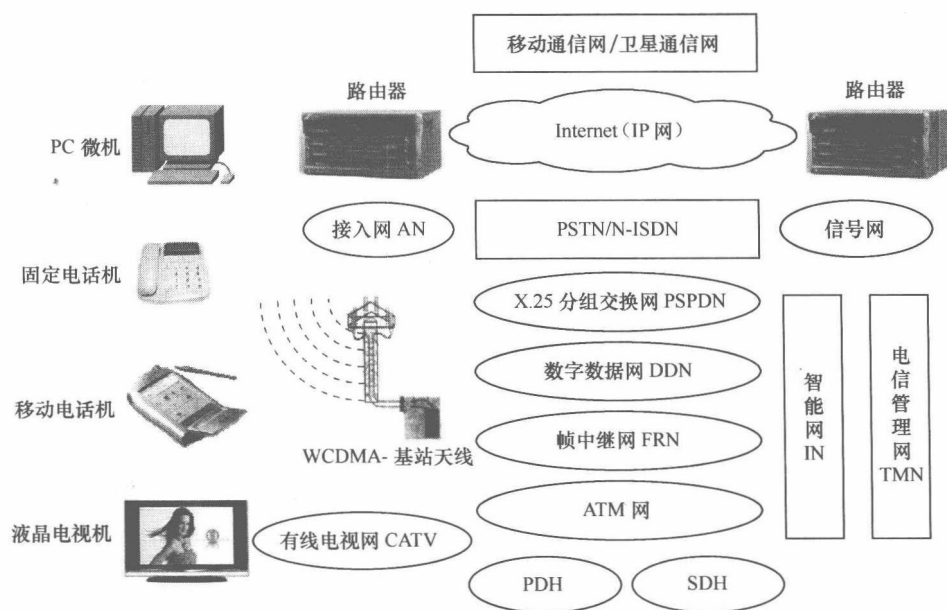 移动通信网/卫星通信网
路由器
路由器
PC 微机
Internet（IP 网）
接入网 AN
PSTN/N-ISDN
信号网
固定电话机
X.25 分组交换网 PSPDN
数字数据网 DDN
智能网 IN
电信管理网 TMN
移动电话机
帧中继网 FRN
WCDMA- 基站天线
ATM 网
液晶电视机
有线电视网 CATV
PDH
SDH